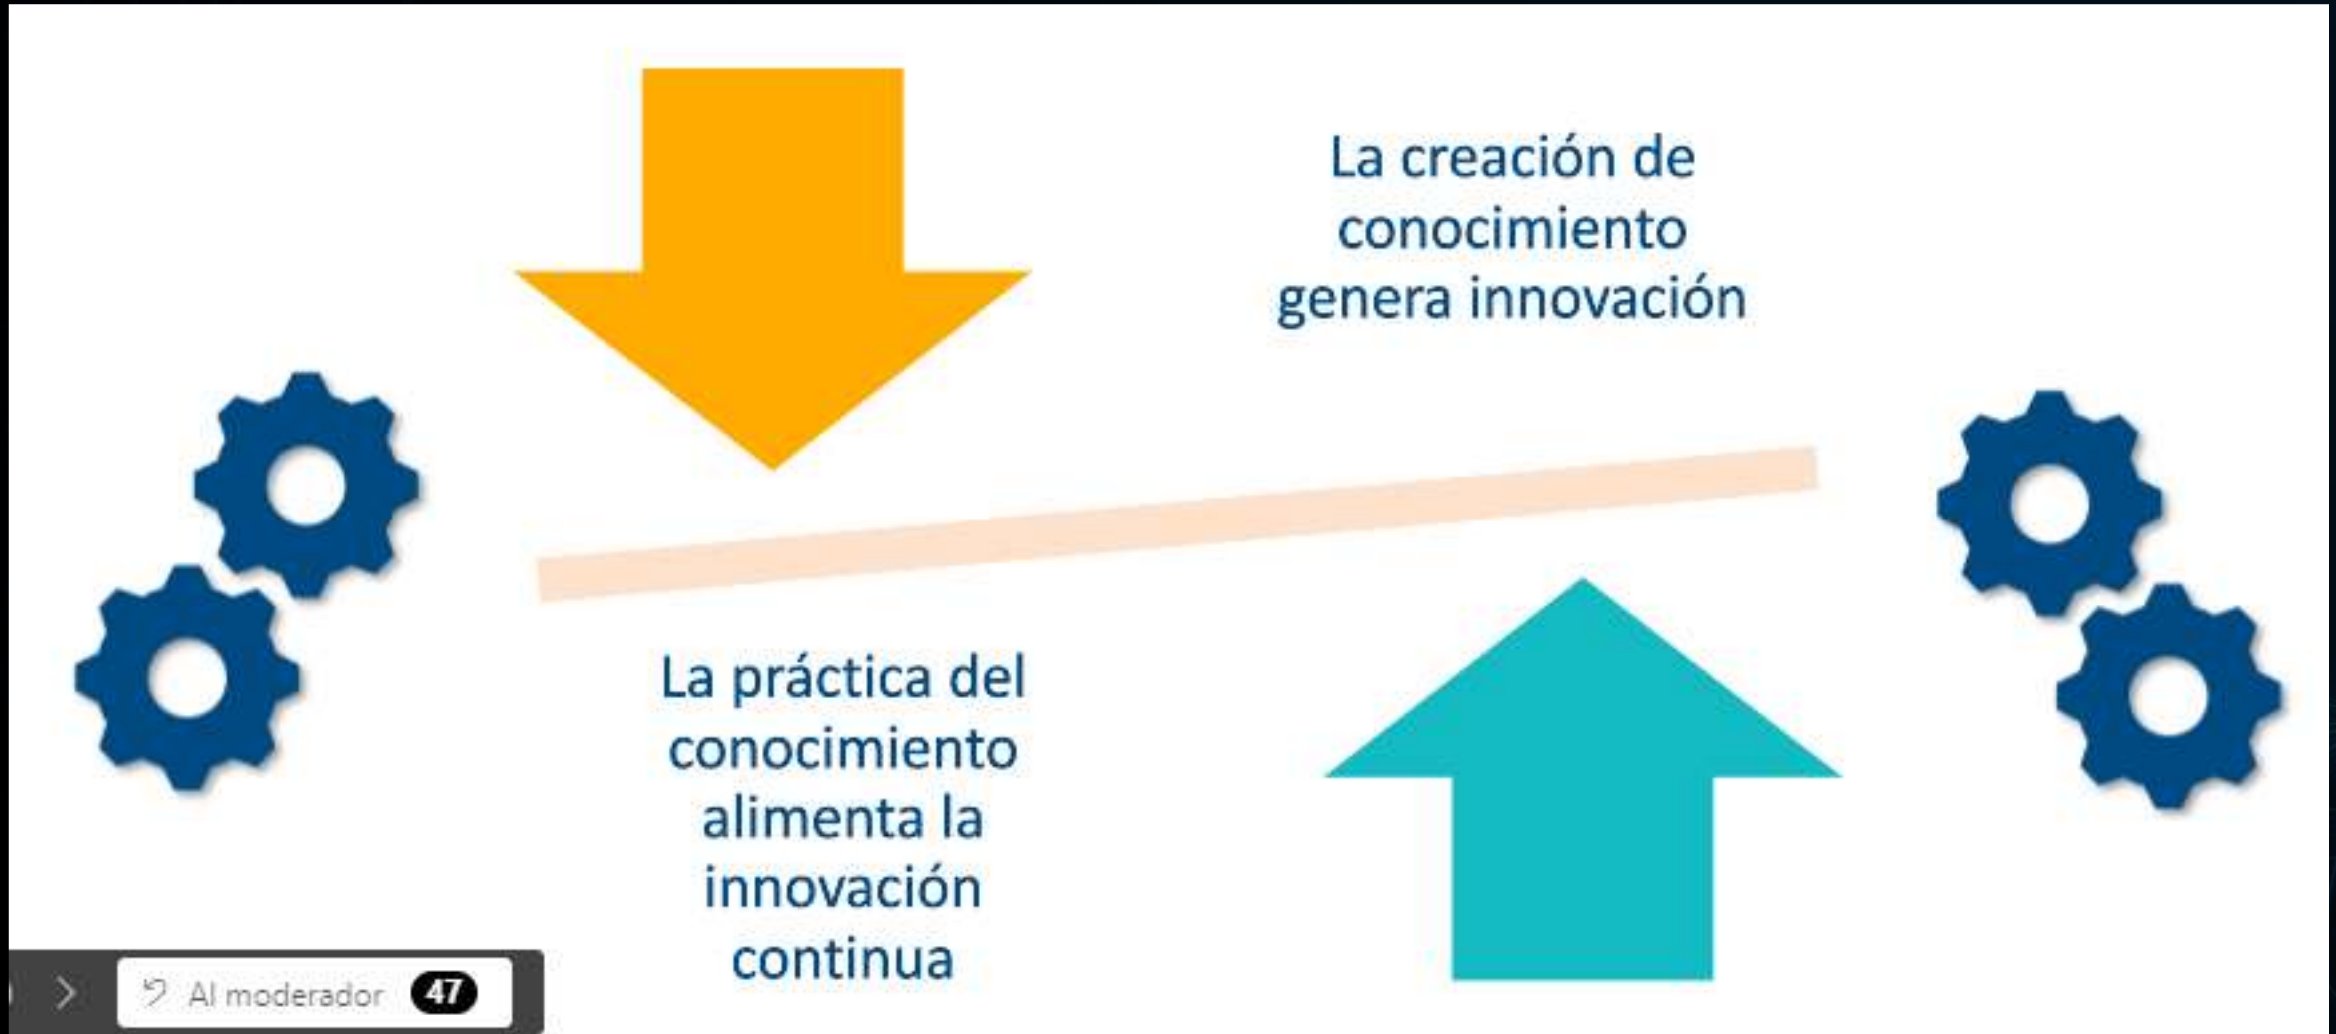 La creación de
conocimiento
genera innovación
La práctica del
conocimiento
alimenta la
innovación
continua
Al moderador 47